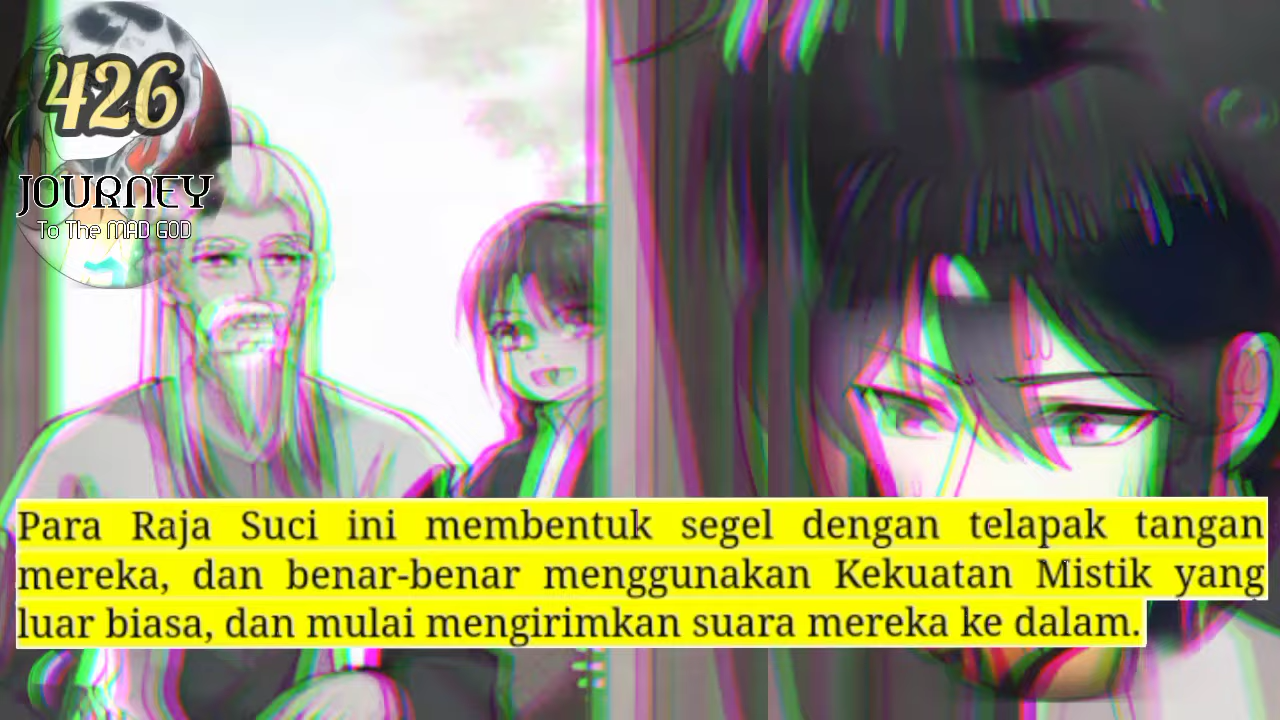 426
JOURNEY
To The MAD GOD
Para Raja Suci ini membentuk segel dengan telapak tangan
mereka, dan benar-benar menggunakan Kekuatan Mistik yang
luar biasa, dan mulai mengirimkan suara mereka ke dalam.